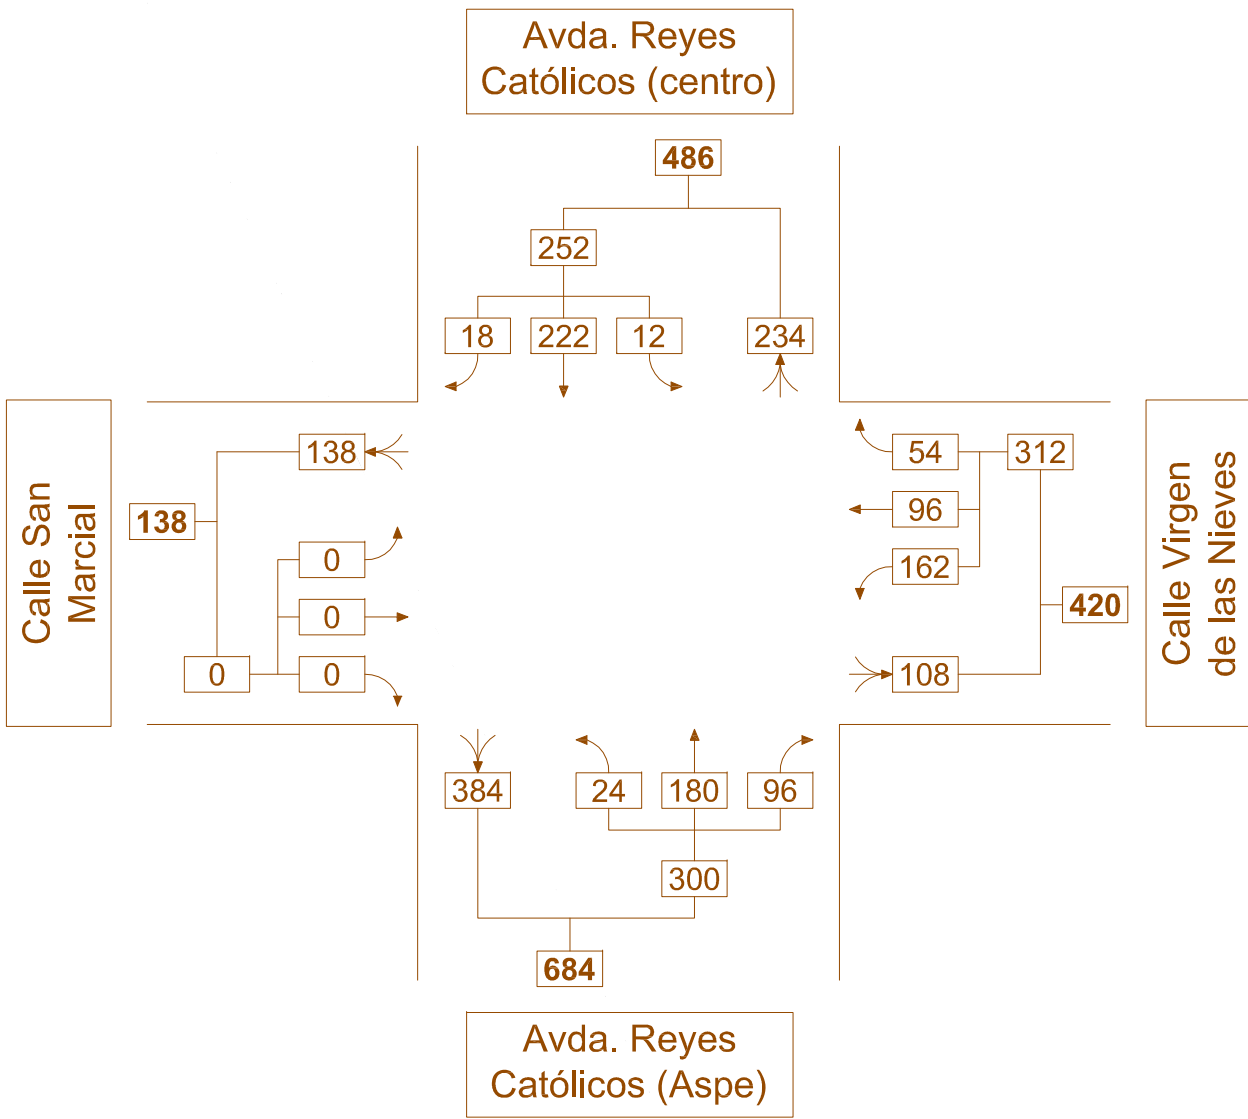 Avda. Reyes
Católicos (centro)
486
252
18 222 12 234
Calle San
Marcial
138
138
0
0
0 0
54 312
96
162
420
108
Calle Virgen
de las Nieves
384 24 180 96
300
684
Avda. Reyes
Católicos (Aspe)